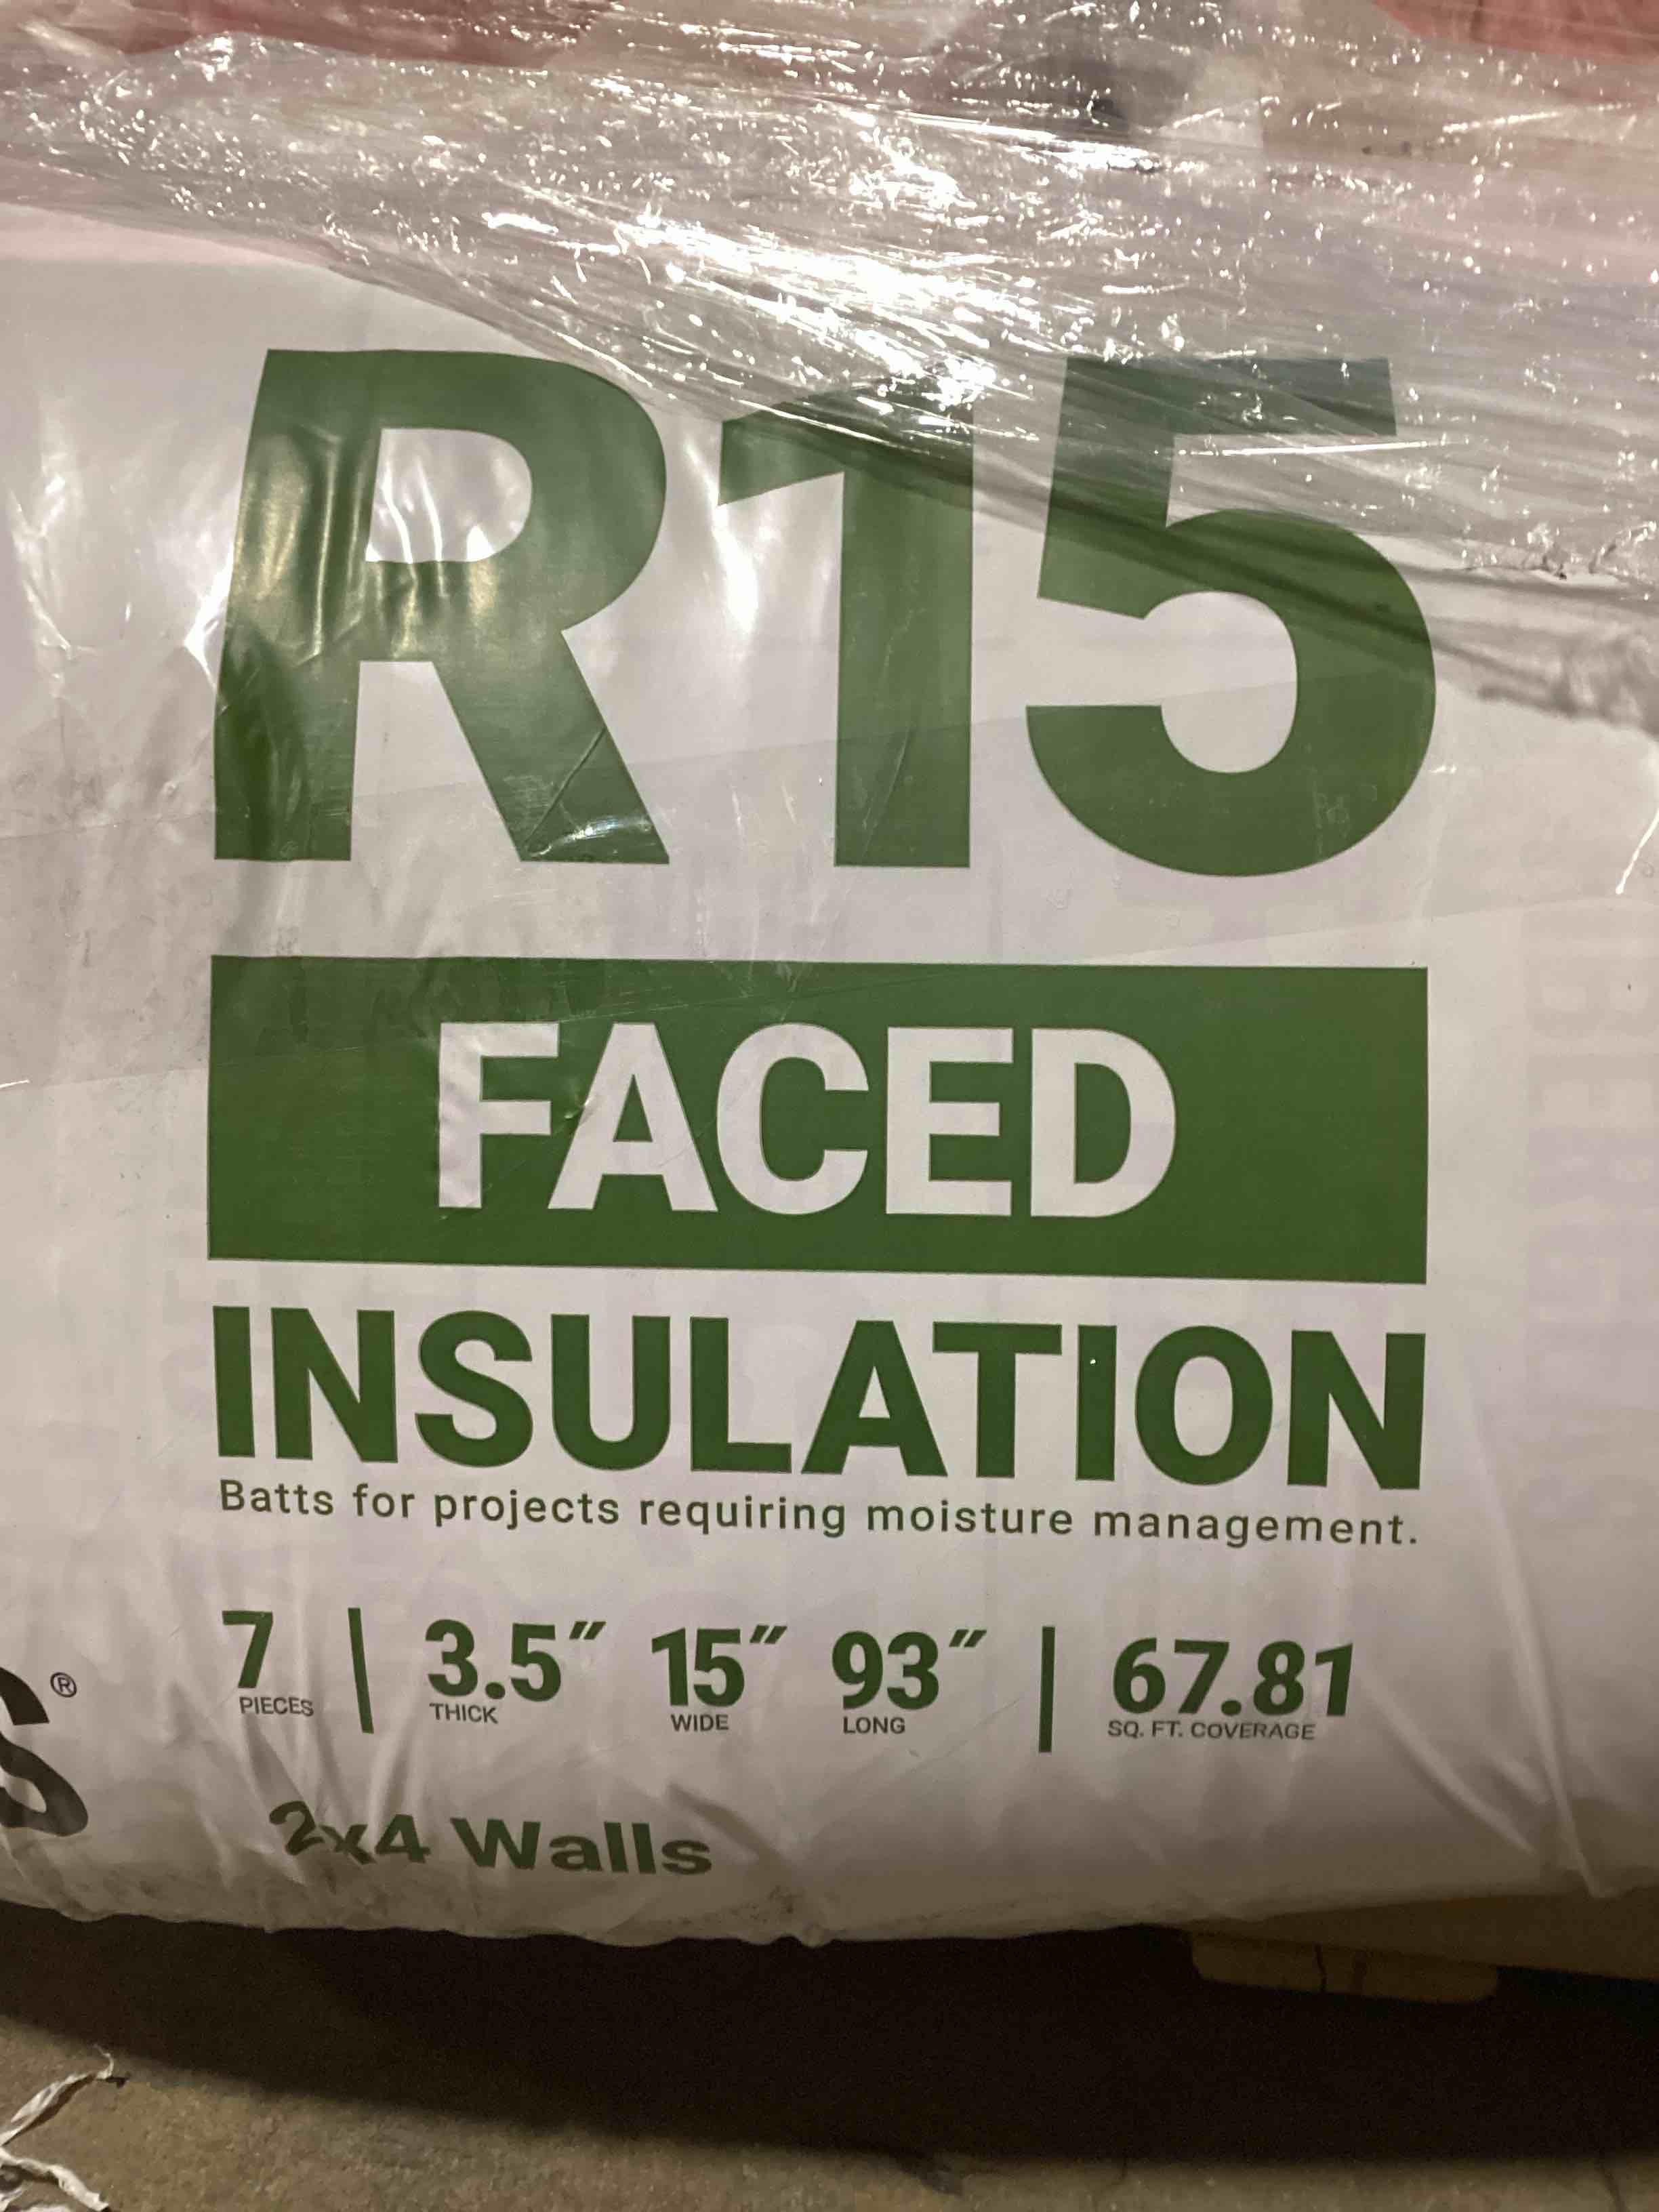 R15
FACED
INSULATION
Batts for projects requiring moisture management.
7 | 3.5″ 15″ 93″ | 67.81
PIECES THICK WIDE LONG SQ. FT. COVERAGE
S®
2x4 Walls